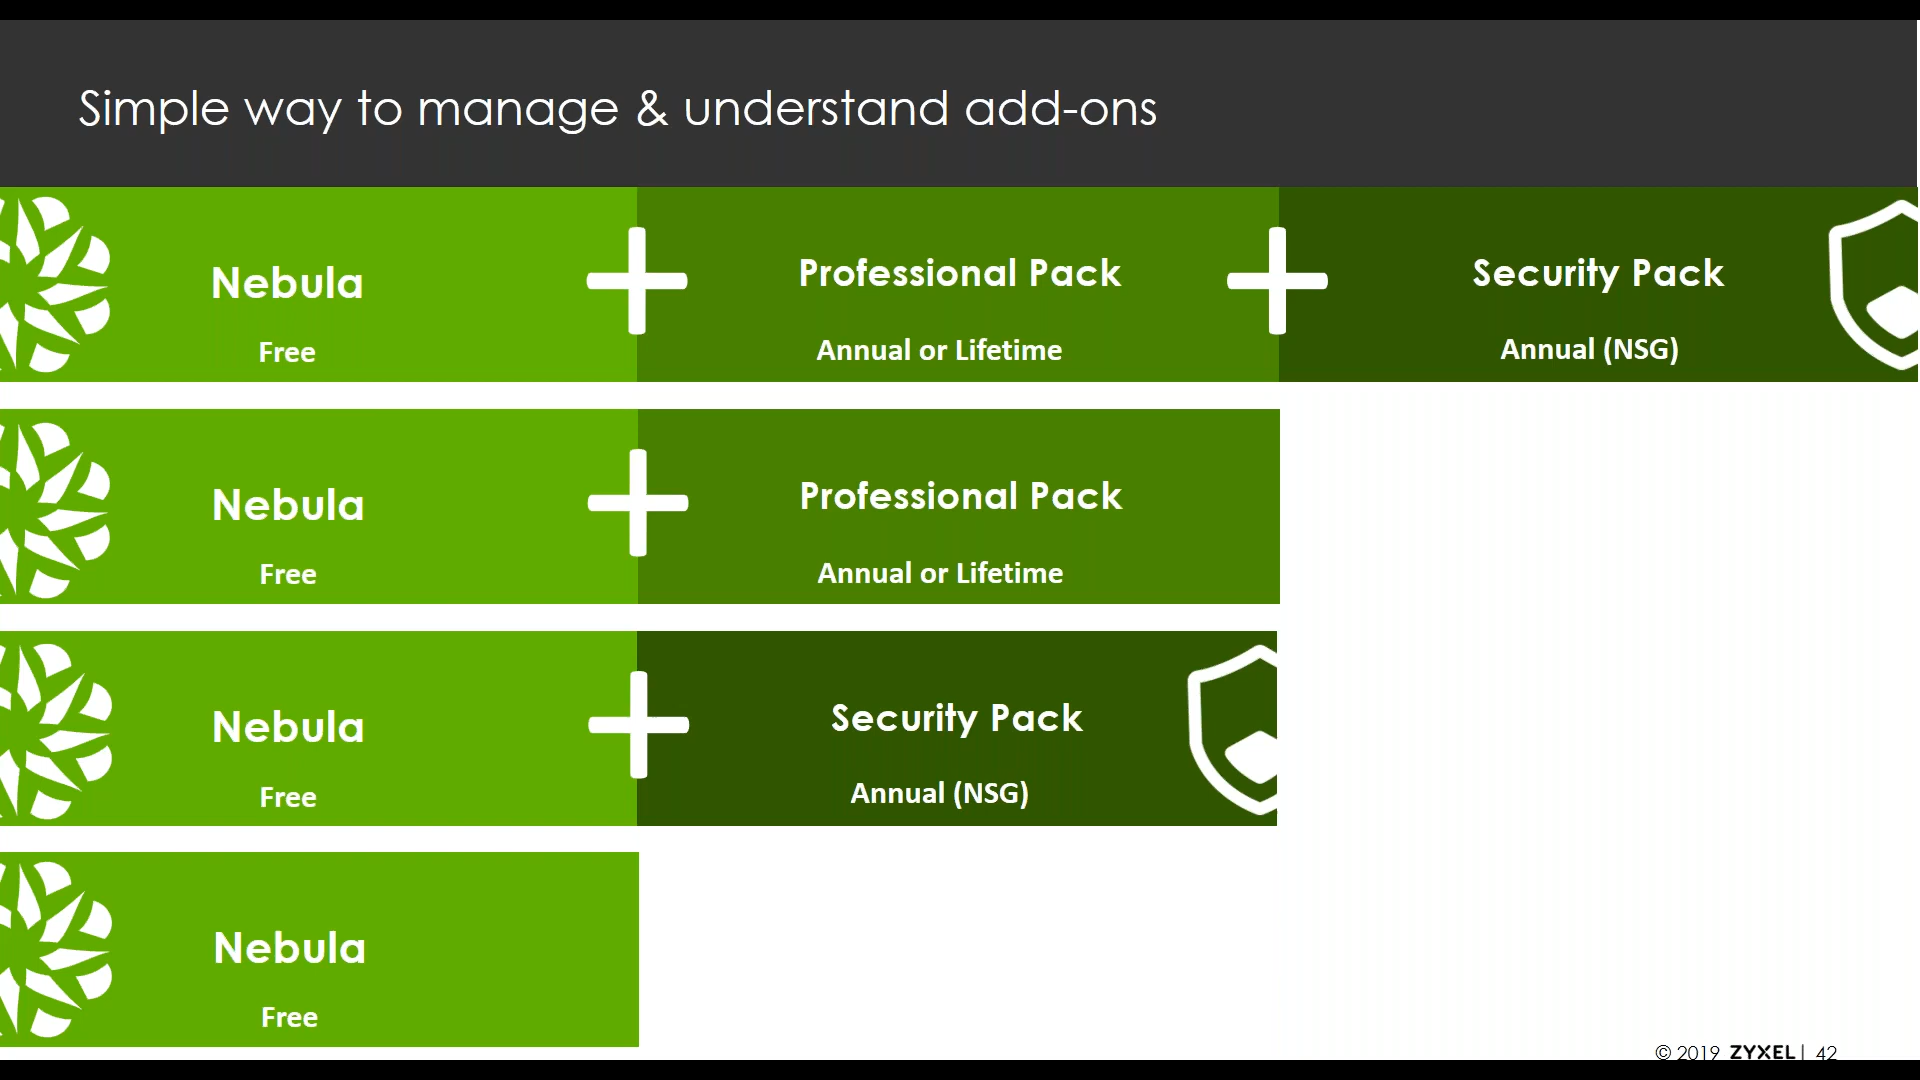 Simple way to manage & understand add-ons
Nebula
Free
Professional Pack
Annual or Lifetime
Security Pack
Annual (NSG)
Nebula
Free
Professional Pack
Annual or Lifetime
Nebula
Free
Security Pack
Annual (NSG)
Nebula
Free
© 2019 ZYXEL | 42